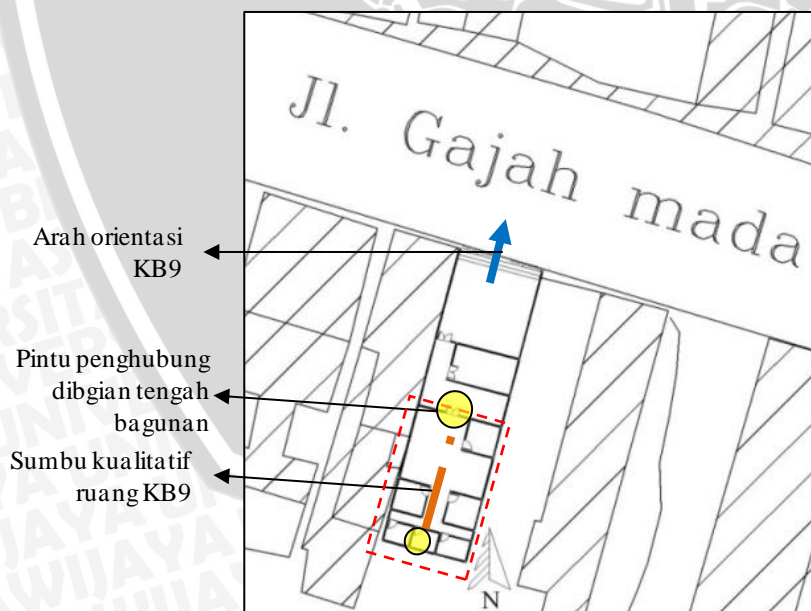 Jl. Gajah mada
Arah orientasi
KB9
Pintu penghubung
dibgian tengah
bagunan
Sumbu kualitatif
ruang KB9
N